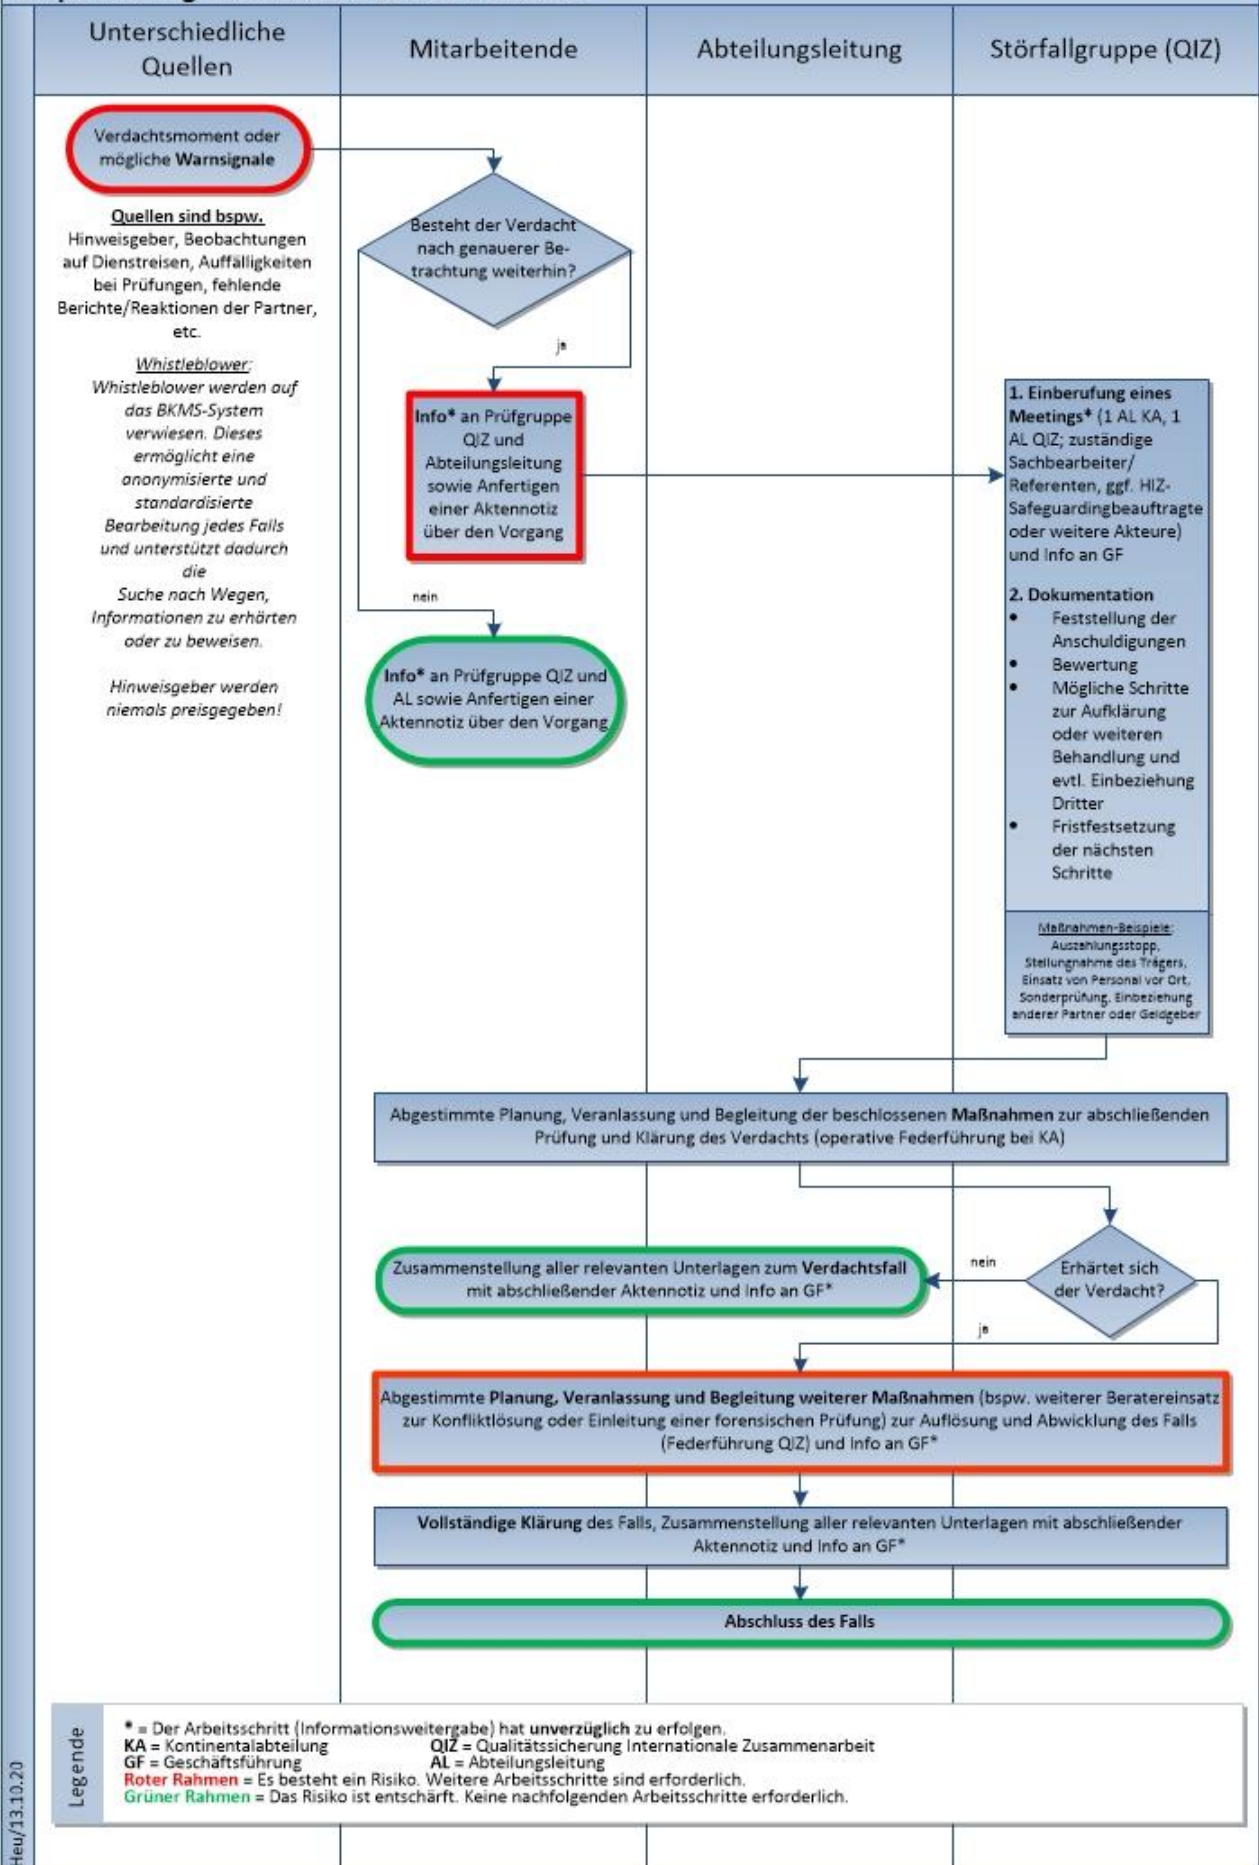 Unterschiedliche
Quellen
Mitarbeitende
Abteilungsleitung
Störfallgruppe (QIZ)
Verdachtsmoment oder
mögliche Warnsignale
Quellen sind bspw.
Hinweisgeber, Beobachtungen
auf Dienstreisen, Auffälligkeiten
bei Prüfungen, fehlende
Berichte/Reaktionen der Partner,
etc.
Whistleblower:
Whistleblower werden auf
das BKMS-System
verwiesen. Dieses
ermöglicht eine
anonymisierte und
standardisierte
Bearbeitung jedes Falls
und unterstützt dadurch
die
Suche nach Wegen,
Informationen zu erhärten
oder zu beweisen.
Hinweisgeber werden
niemals preisgegeben!
Besteht der Verdacht
nach genauerer Be-
trachtung weiterhin?
ja
Info* an Prüfgruppe
QIZ und
Abteilungsleitung
sowie Anfertigen
einer Aktennotiz
über den Vorgang
nein
Info* an Prüfgruppe QIZ und
AL sowie Anfertigen einer
Aktennotiz über den Vorgang
1. Einberufung eines
Meetings* (1 AL KA, 1
AL QIZ; zuständige
Sachbearbeiter/
Referenten, ggf. HIZ-
Safeguardingbeauftragte
oder weitere Akteure)
und Info an GF
2. Dokumentation
• Feststellung der
Anschuldigungen
• Bewertung
• Mögliche Schritte
zur Aufklärung
oder weiteren
Behandlung und
evtl. Einbeziehung
Dritter
• Fristfestsetzung
der nächsten
Schritte
Maßnahmen-Beispiele:
Auszahlungsstopp,
Stellungnahme des Trägers,
Einsatz von Personal vor Ort,
Sonderprüfung, Einbeziehung
anderer Partner oder Geldgeber
Abgestimmte Planung, Veranlassung und Begleitung der beschlossenen Maßnahmen zur abschließenden
Prüfung und Klärung des Verdachts (operative Federführung bei KA)
Erhärtet sich
der Verdacht?
nein
Zusammenstellung aller relevanten Unterlagen zum Verdachtsfall
mit abschließender Aktennotiz und Info an GF*
ja
Abgestimmte Planung, Veranlassung und Begleitung weiterer Maßnahmen (bspw. weiterer Beratereinsatz
zur Konfliktlösung oder Einleitung einer forensischen Prüfung) zur Auflösung und Abwicklung des Falls
(Federführung QIZ) und Info an GF*
Vollständige Klärung des Falls, Zusammenstellung aller relevanten Unterlagen mit abschließender
Aktennotiz und Info an GF*
Abschluss des Falls
Legende
* = Der Arbeitsschritt (Informationsweitergabe) hat unverzüglich zu erfolgen.
KA = Kontinentalabteilung QIZ = Qualitätssicherung Internationale Zusammenarbeit
GF = Geschäftsführung AL = Abteilungsleitung
Roter Rahmen = Es besteht ein Risiko. Weitere Arbeitsschritte sind erforderlich.
Grüner Rahmen = Das Risiko ist entschärft. Keine nachfolgenden Arbeitsschritte erforderlich.
Heu/13.10.20